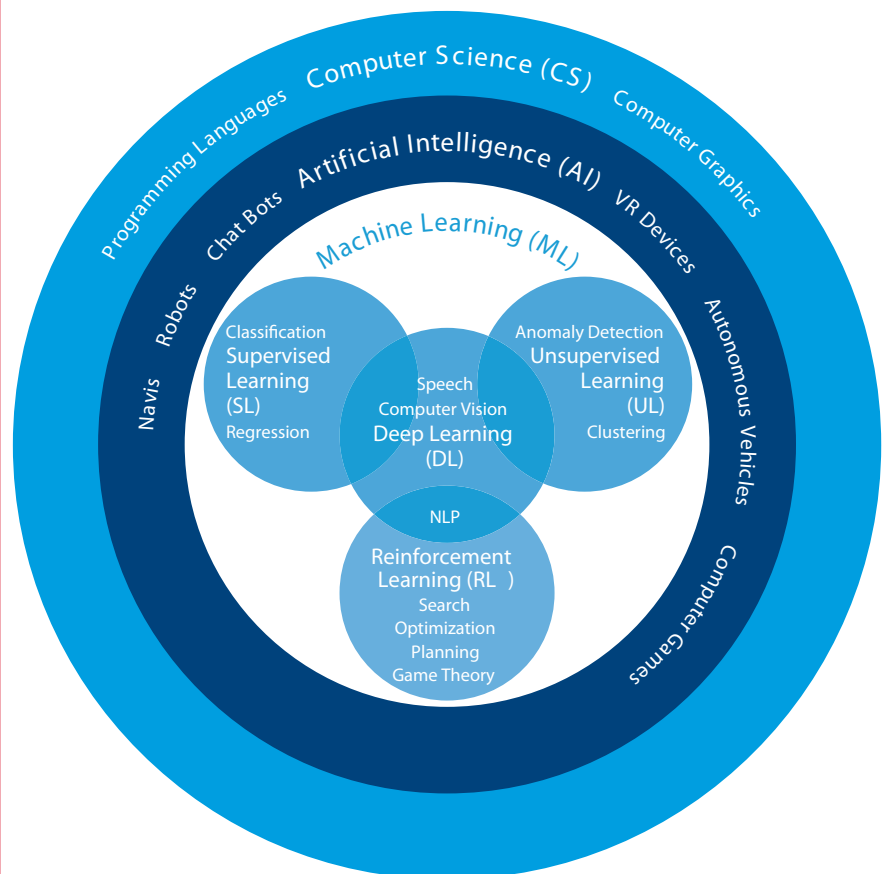 Computer Science (CS)
Programming Languages
Computer Graphics
Artificial Intelligence (AI)
Chat Bots
Robots
Navis
VR Devices
Autonomous Vehicles
Computer Games
Machine Learning (ML)
Classification
Supervised
Learning
(SL)
Regression
Anomaly Detection
Unsupervised
Learning
(UL)
Clustering
Speech
Computer Vision
Deep Learning
(DL)
NLP
Reinforcement
Learning (RL )
Search
Optimization
Planning
Game Theory